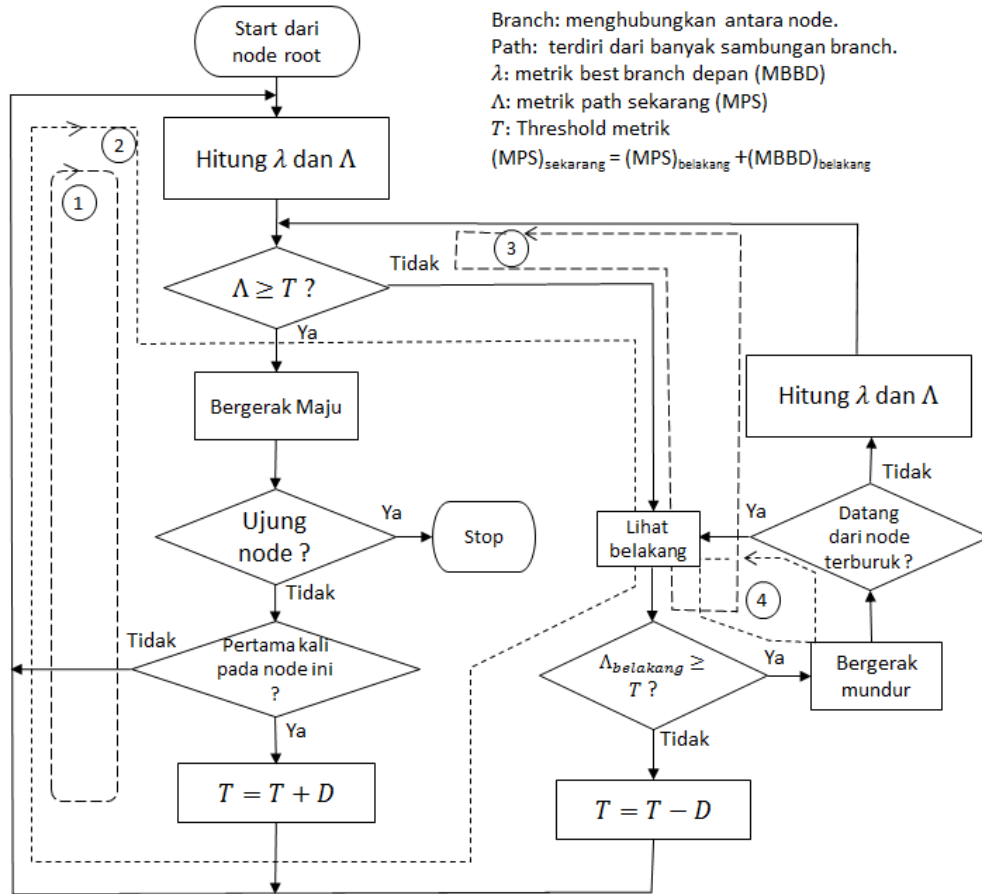 Start dari
node root
Branch: menghubungkan antara node.
Path: terdiri dari banyak sambungan branch.
λ: metrik best branch depan (MBBD)
Λ: metrik path sekarang (MPS)
T: Threshold metrik
(MPS)sekarang = (MPS)belakang +(MBBD)belakang
2
Hitung λ dan Λ
1
3
Tidak
Λ ≥ T ?
Ya
Bergerak Maju
Hitung λ dan Λ
Tidak
Ujung
node ?
Ya
Stop
Tidak
Lihat
belakang
Ya
Datang
dari node
terburuk ?
4
Tidak
Pertama kali
pada node ini
?
Ya
Λbelakang ≥
T ?
Ya
Bergerak
mundur
Tidak
T = T + D
T = T − D